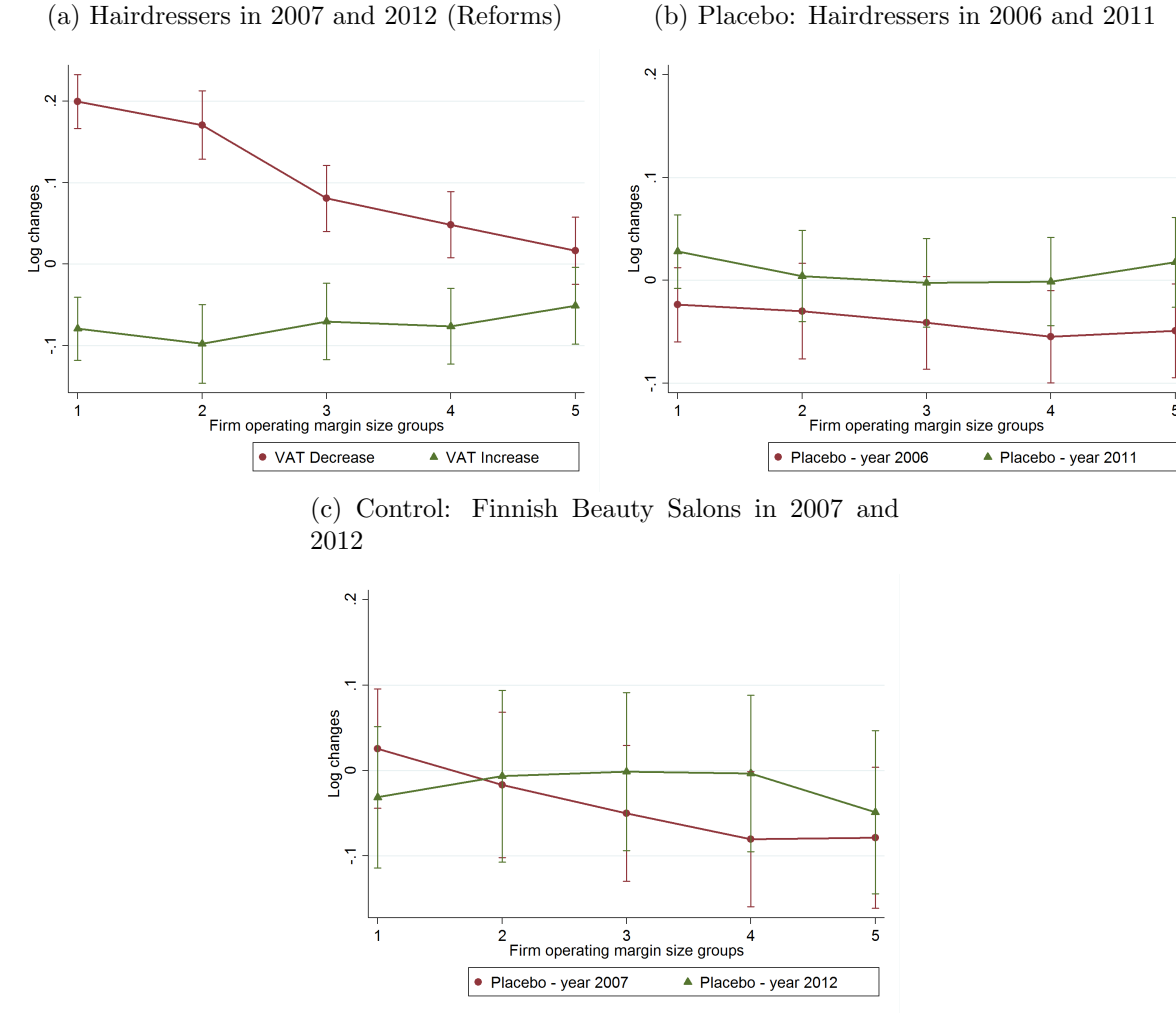 (a) Hairdressers in 2007 and 2012 (Reforms)
Log changes
.2
.1
0
-.1
1 2 3 4 5
Firm operating margin size groups
VAT Decrease VAT Increase
(b) Placebo: Hairdressers in 2006 and 2011
Log changes
.2
.1
0
-.1
1 2 3 4 5
Firm operating margin size groups
Placebo - year 2006 Placebo - year 2011
(c) Control: Finnish Beauty Salons in 2007 and
2012
Log changes
.2
.1
0
-.1
1 2 3 4 5
Firm operating margin size groups
Placebo - year 2007 Placebo - year 2012